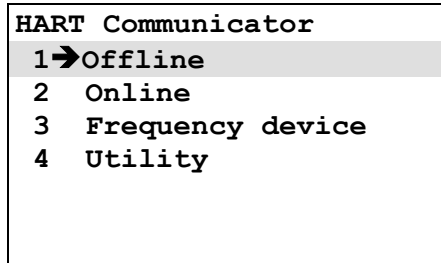 HART Communicator
1➔Offline
2 Online
3 Frequency device
4 Utility